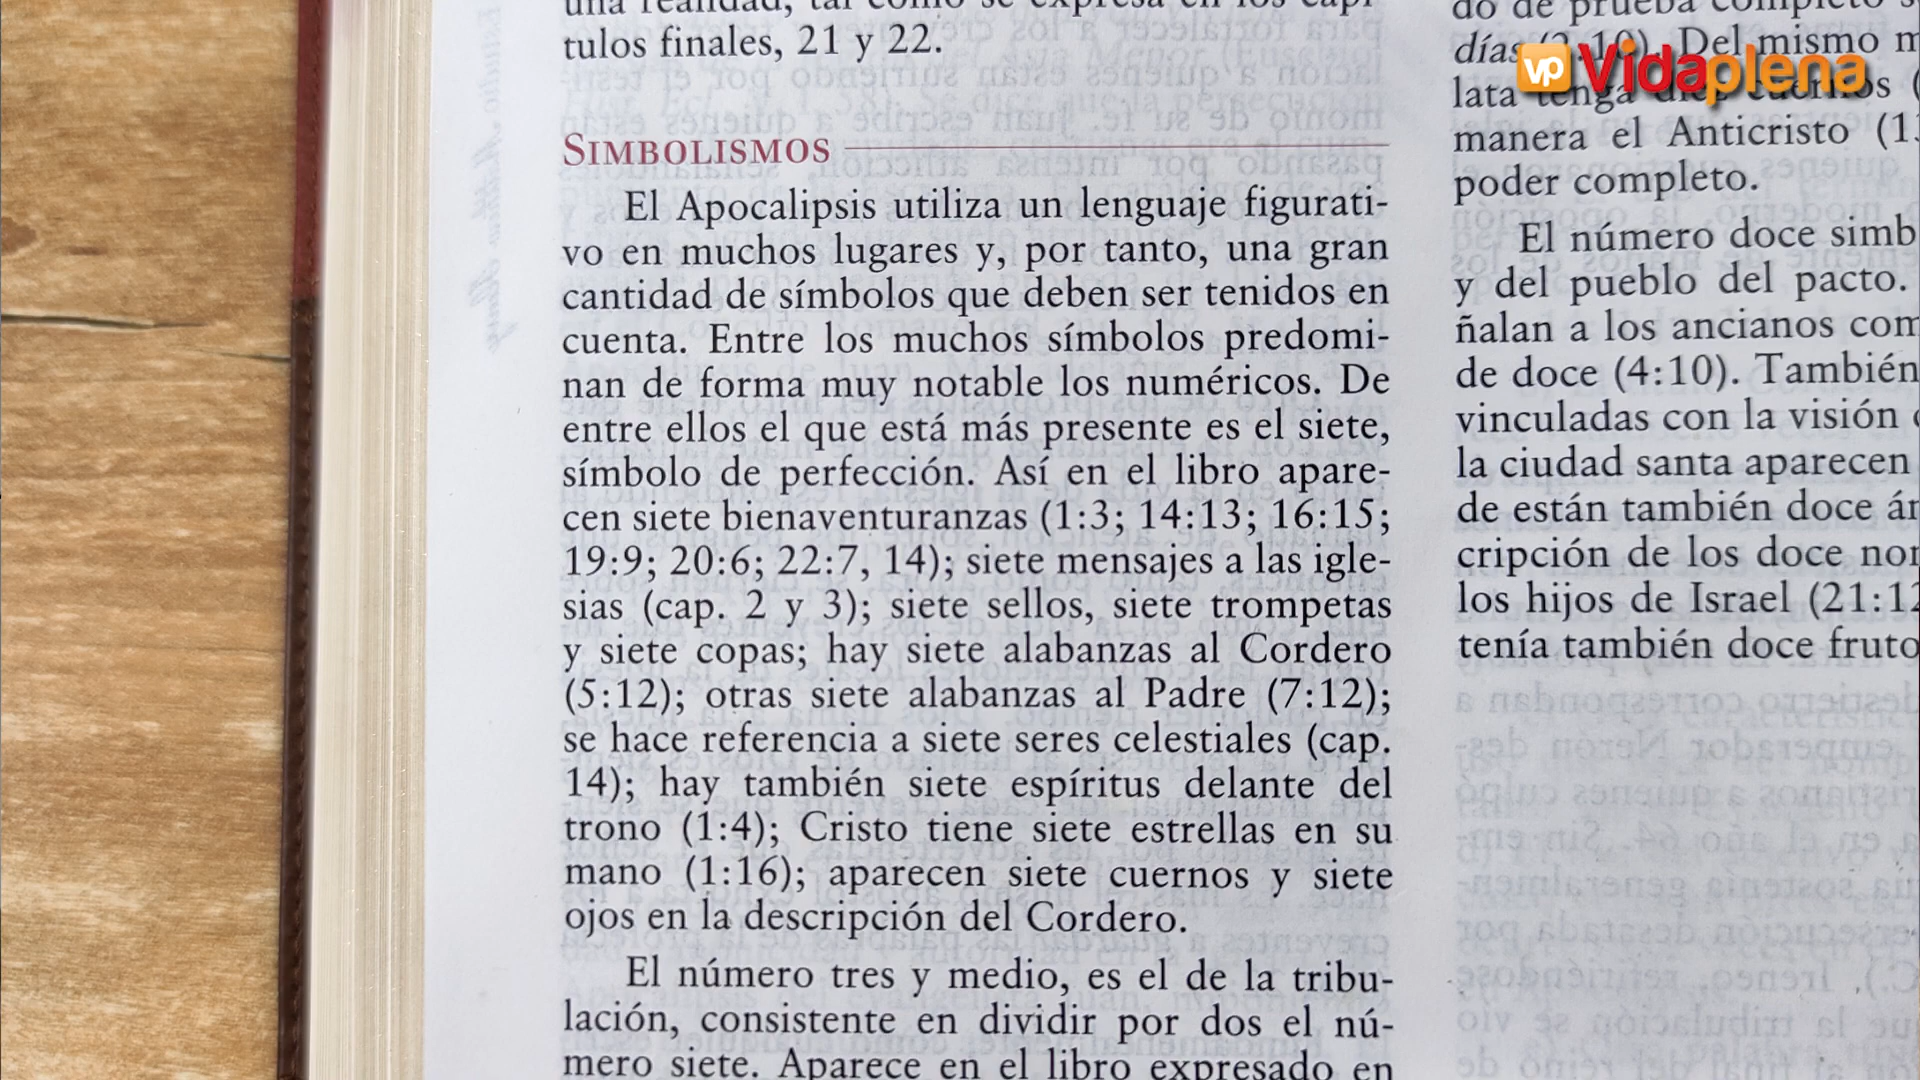 tulos finales, 21 y 22.
SIMBOLISMOS
El Apocalipsis utiliza un lenguaje figurati-
vo en muchos lugares y, por tanto, una gran
cantidad de símbolos que deben ser tenidos en
cuenta. Entre los muchos símbolos predomi-
nan de forma muy notable los numéricos. De
entre ellos el que está más presente es el siete,
símbolo de perfección. Así en el libro apare-
cen siete bienaventuranzas (1:3; 14:13; 16:15;
19:9; 20:6; 22:7, 14); siete mensajes a las igle-
sias (cap. 2 y 3); siete sellos, siete trompetas
y siete copas; hay siete alabanzas al Cordero
(5:12); otras siete alabanzas al Padre (7:12);
se hace referencia a siete seres celestiales (cap.
14); hay también siete espíritus delante del
trono (1:4); Cristo tiene siete estrellas en su
mano (1:16); aparecen siete cuernos y siete
ojos en la descripción del Cordero.
El número tres y medio, es el de la tribu-
lación, consistente en dividir por dos el nú-
mero siete. Aparece en el libro expresado en
días Del mismo
lata tenga
manera el Anticristo
poder completo.
El número doce simb
y del pueblo del pacto.
ñalan a los ancianos com
de doce (4:10). También
vinculadas con la visión
la ciudad santa aparecen
de están también doce án
cripción de los doce nom
los hijos de Israel (21:12
tenía también doce fruto
vp Vidaplena